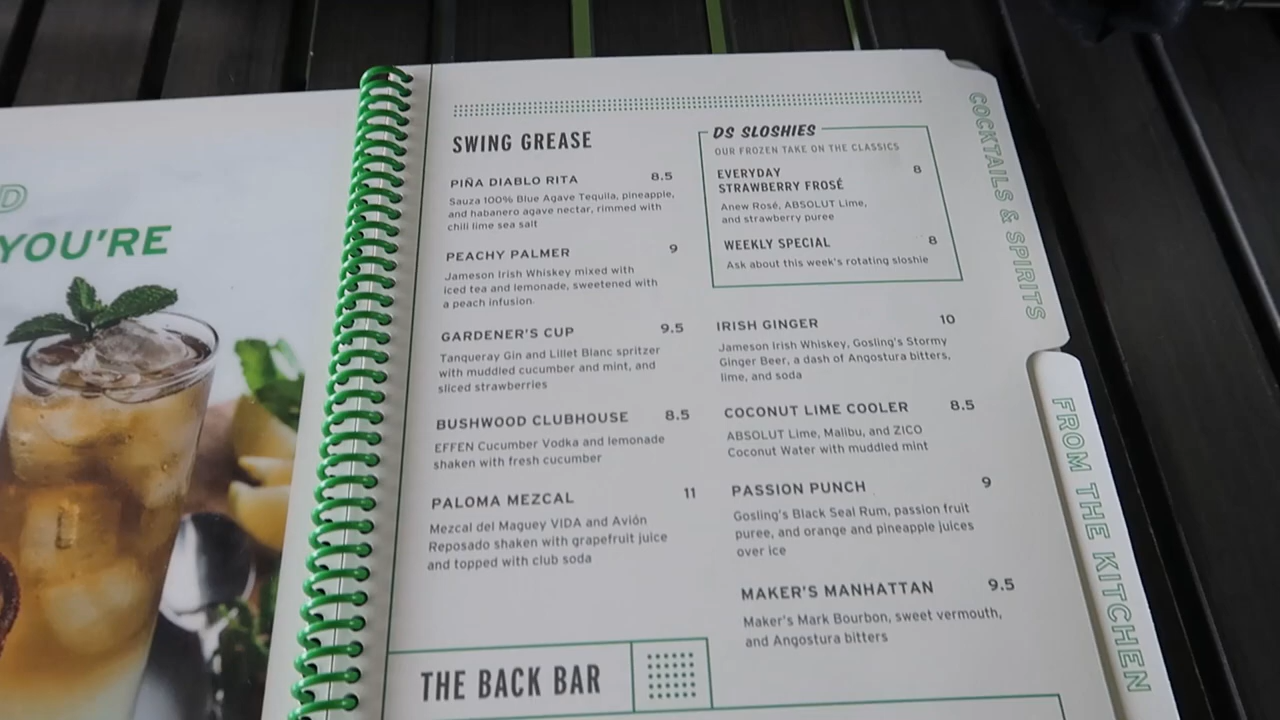 D
YOU'RE
SWING GREASE
PIÑA DIABLO RITA 8.5
Sauza 100% Blue Agave Tequila, pineapple,
and habanero agave nectar, rimmed with
chili lime sea salt
PEACHY PALMER 9
Jameson Irish Whiskey mixed with
iced tea and lemonade, sweetened with
a peach infusion
GARDENER'S CUP 9.5
Tanqueray Gin and Lillet Blanc spritzer
with muddled cucumber and mint, and
sliced strawberries
BUSHWOOD CLUBHOUSE 8.5
EFFEN Cucumber Vodka and lemonade
shaken with fresh cucumber
PALOMA MEZCAL 11
Mezcal del Maguey VIDA and Avión
Reposado shaken with grapefruit juice
and topped with club soda
DS SLOSHIES
OUR FROZEN TAKE ON THE CLASSICS
EVERYDAY 8
STRAWBERRY FROSÉ
Anew Rosé, ABSOLUT Lime,
and strawberry puree
WEEKLY SPECIAL 8
Ask about this week's rotating sloshie
IRISH GINGER 10
Jameson Irish Whiskey, Gosling's Stormy
Ginger Beer, a dash of Angostura bitters,
lime, and soda
COCONUT LIME COOLER 8.5
ABSOLUT Lime, Malibu, and ZICO
Coconut Water with muddled mint
PASSION PUNCH 9
Gosling's Black Seal Rum, passion fruit
puree, and orange and pineapple juices
over ice
MAKER'S MANHATTAN 9.5
Maker's Mark Bourbon, sweet vermouth,
and Angostura bitters
THE BACK BAR
COCKTAILS & SPIRITS
FROM THE KITCHEN